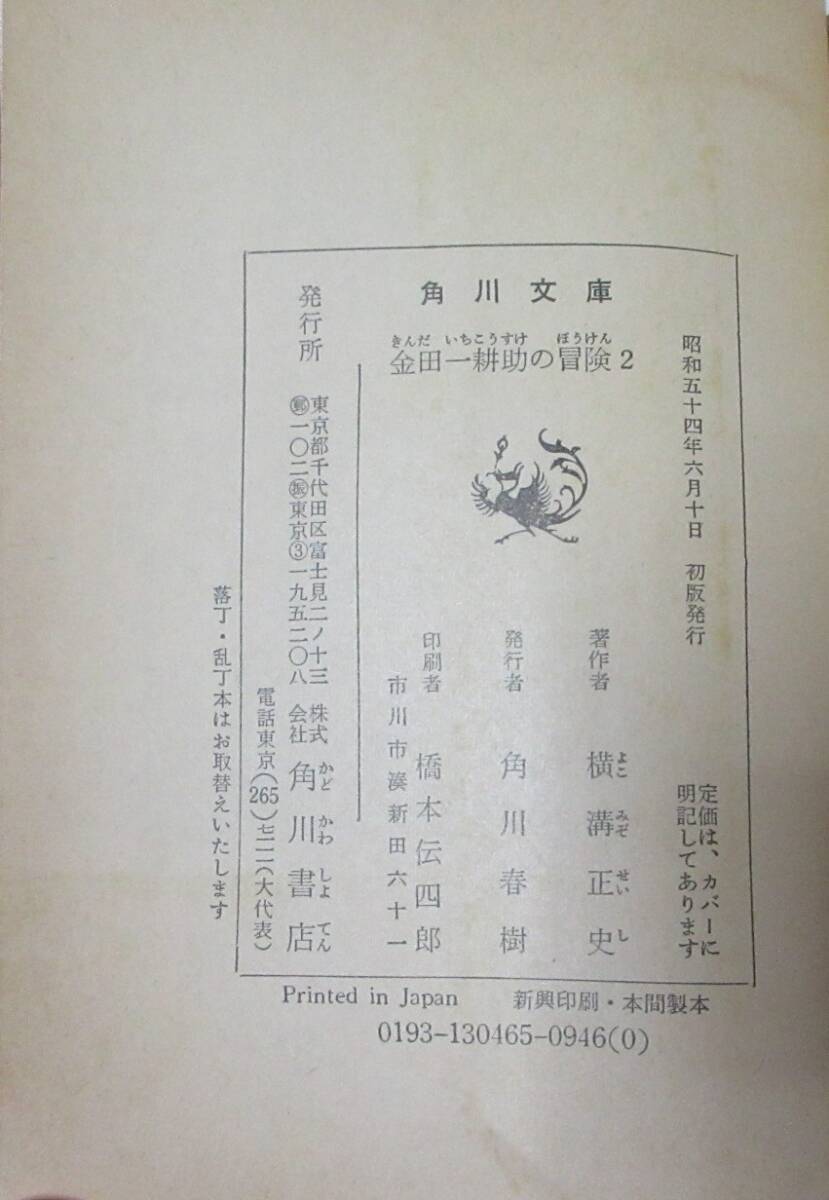 角川文庫
きんだいちこうすけ ぼうけん
金田一耕助の冒険2
昭和五十四年六月十日 初版発行
定価は、カバーに
明記してあります
著作者 横溝正史
よこ みぞ せい し
発行者 角川春樹
印刷者 橋本伝四郎
市川市湊新田六十一
発行所
東京都千代田区富士見二ノ十三
㊞一〇二振東京③一九五二〇八
株式
会社
角川書店
かど かわ しょ てん
電話東京(265)七一一一(大代表)
落丁・乱丁本はお取替えいたします
Printed in Japan 新興印刷・本間製本
0193-130465-0946(0)